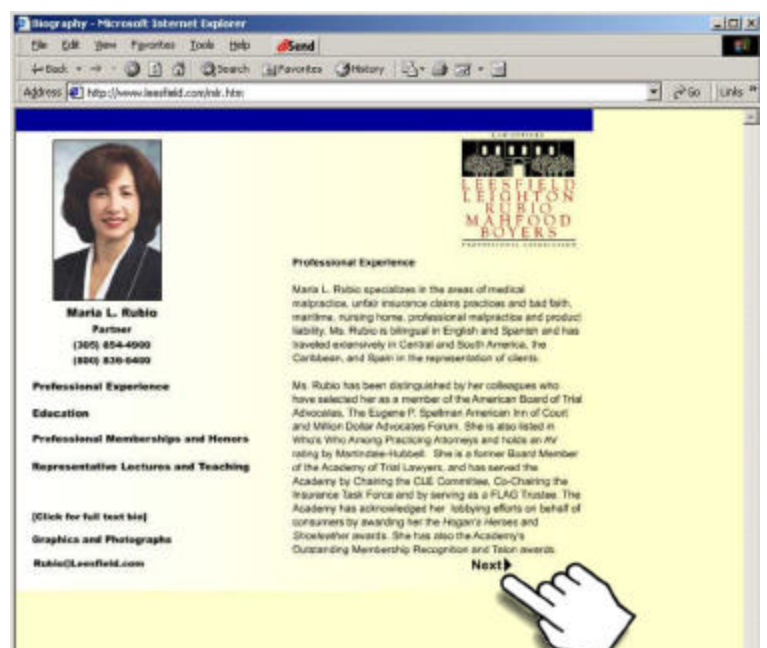 Biography - Microsoft Internet Explorer
File Edit View Favorites Tools Help Send
Back Search Favorites History
Address http://www.leesfield.com/mlr.htm Go Links
LAW OFFICES
LEESFIELD
LEIGHTON
RUBIO
MAHFOOD
BOYERS
PROFESSIONAL ASSOCIATION
Maria L. Rubio
Partner
(305) 854-4900
(800) 836-6400
Professional Experience
Education
Professional Memberships and Honors
Representative Lectures and Teaching
[Click for full text bio]
Graphics and Photographs
Rubio@Leesfield.com
Professional Experience
Maria L. Rubio specializes in the areas of medical
malpractice, unfair insurance claims practices and bad faith,
maritime, nursing home, professional malpractice and product
liability. Ms. Rubio is bilingual in English and Spanish and has
traveled extensively in Central and South America, the
Caribbean, and Spain in the representation of clients.
Ms. Rubio has been distinguished by her colleagues who
have selected her as a member of the American Board of Trial
Advocates, The Eugene P. Spellman American Inn of Court
and Million Dollar Advocates Forum. She is also listed in
Who's Who Among Practicing Attorneys and holds an AV
rating by Martindale-Hubbell. She is a former Board Member
of the Academy of Trial Lawyers, and has served the
Academy by Chairing the CLE Committee, Co-Chairing the
Insurance Task Force and by serving as a FLAG Trustee. The
Academy has acknowledged her lobbying efforts on behalf of
consumers by awarding her the Hogan's Heroes and
Shoeleather awards. She has also the Academy's
Outstanding Membership Recognition and Talon awards.
Next